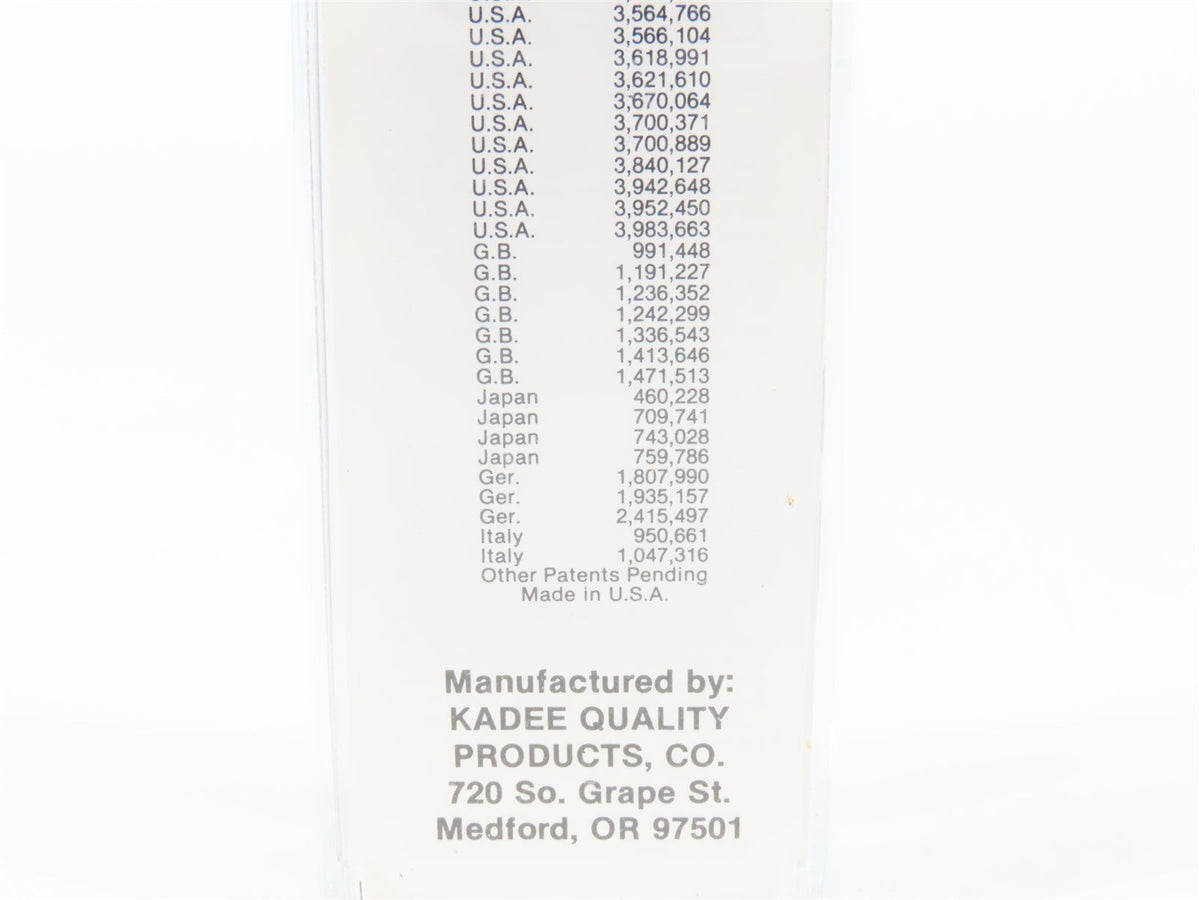 U.S.A. 3,564,766
U.S.A. 3,566,104
U.S.A. 3,618,991
U.S.A. 3,621,610
U.S.A. 3,670,064
U.S.A. 3,700,371
U.S.A. 3,700,889
U.S.A. 3,840,127
U.S.A. 3,942,648
U.S.A. 3,952,450
U.S.A. 3,983,663
G.B. 991,448
G.B. 1,191,227
G.B. 1,236,352
G.B. 1,242,299
G.B. 1,336,543
G.B. 1,413,646
G.B. 1,471,513
Japan 460,228
Japan 709,741
Japan 743,028
Japan 759,786
Ger. 1,807,990
Ger. 1,935,157
Ger. 2,415,497
Italy 950,661
Italy 1,047,316
Other Patents Pending
Made in U.S.A.
Manufactured by:
KADEE QUALITY
PRODUCTS, CO.
720 So. Grape St.
Medford, OR 97501